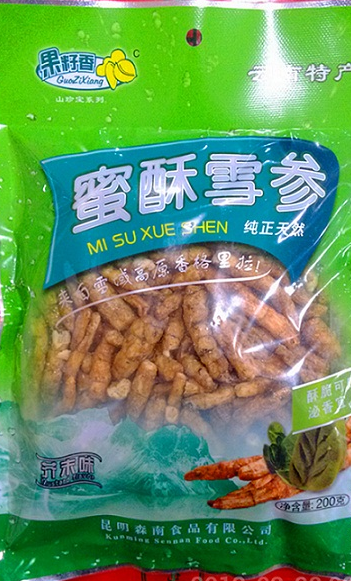 果籽香
GuoZiXiang
山珍宝系列
云南特产
蜜酥雪参
MI SU XUE SHEN
纯正天然
来自雪域高原香格里拉!
酥脆可
芥末味
净含量: 200克
昆明森南食品有限公司
Kunming Sennan Food Co.,Ltd.